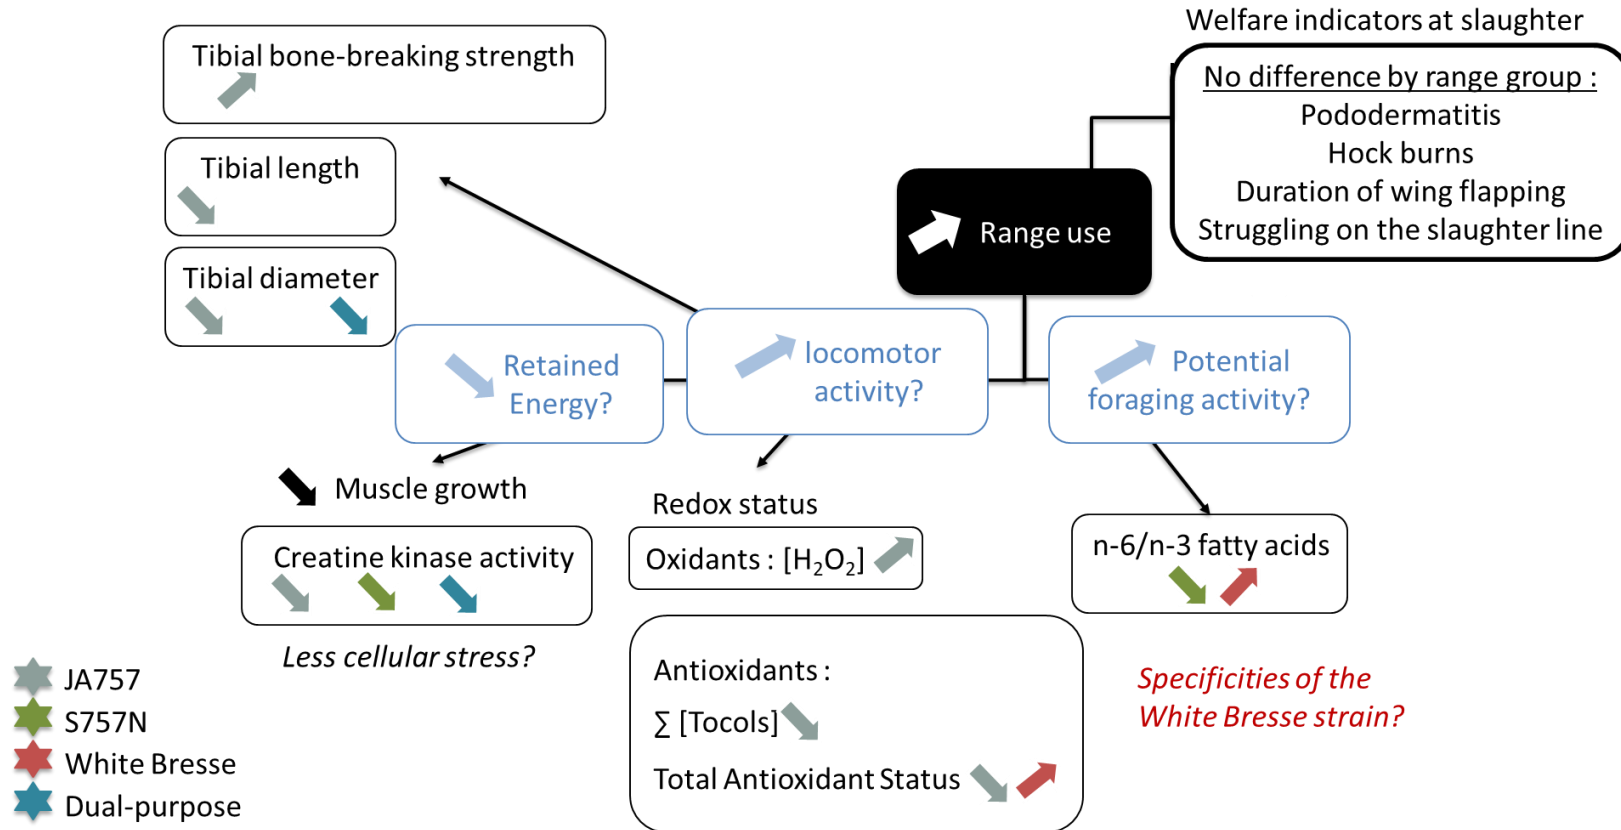 Welfare indicators at slaughter
No difference by range group :
Pododermatitis
Hock burns
Duration of wing flapping
Struggling on the slaughter line
Tibial bone-breaking strength
Tibial length
Tibial diameter
Range use
Retained
Energy?
locomotor
activity?
Potential
foraging activity?
Muscle growth
Creatine kinase activity
Less cellular stress?
Redox status
Oxidants : [H₂O₂]
Antioxidants :
∑ [Tocols]
Total Antioxidant Status
n-6/n-3 fatty acids
Specificities of the
White Bresse strain?
JA757
S757N
White Bresse
Dual-purpose